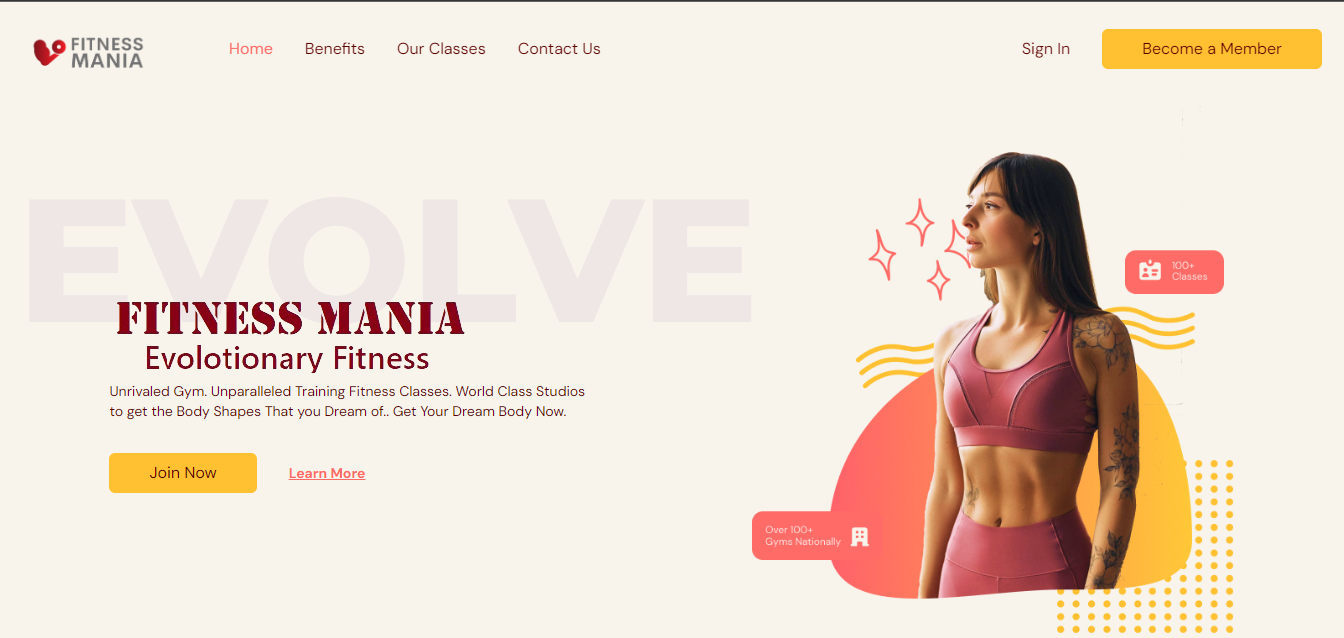 FITNESS
MANIA
Home
Benefits
Our Classes
Contact Us
Sign In
Become a Member
EVOLVE
FITNESS MANIA
Evolotionary Fitness
Unrivaled Gym. Unparalleled Training Fitness Classes. World Class Studios
to get the Body Shapes That you Dream of.. Get Your Dream Body Now.
Join Now
Learn More
100+
Classes
Over 100+
Gyms Nationally